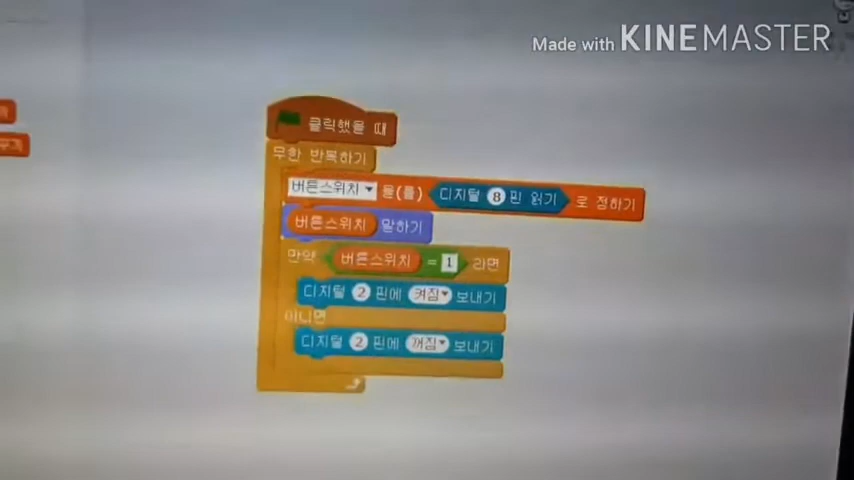 Made with KINEMASTER
클릭했을 때
무한 반복하기
버튼스위치 을(를) 디지털 8 핀 읽기 로 정하기
버튼스위치 말하기
만약 버튼스위치 = 1 라면
디지털 2 핀에 켜짐 보내기
아니면
디지털 2 핀에 꺼짐 보내기